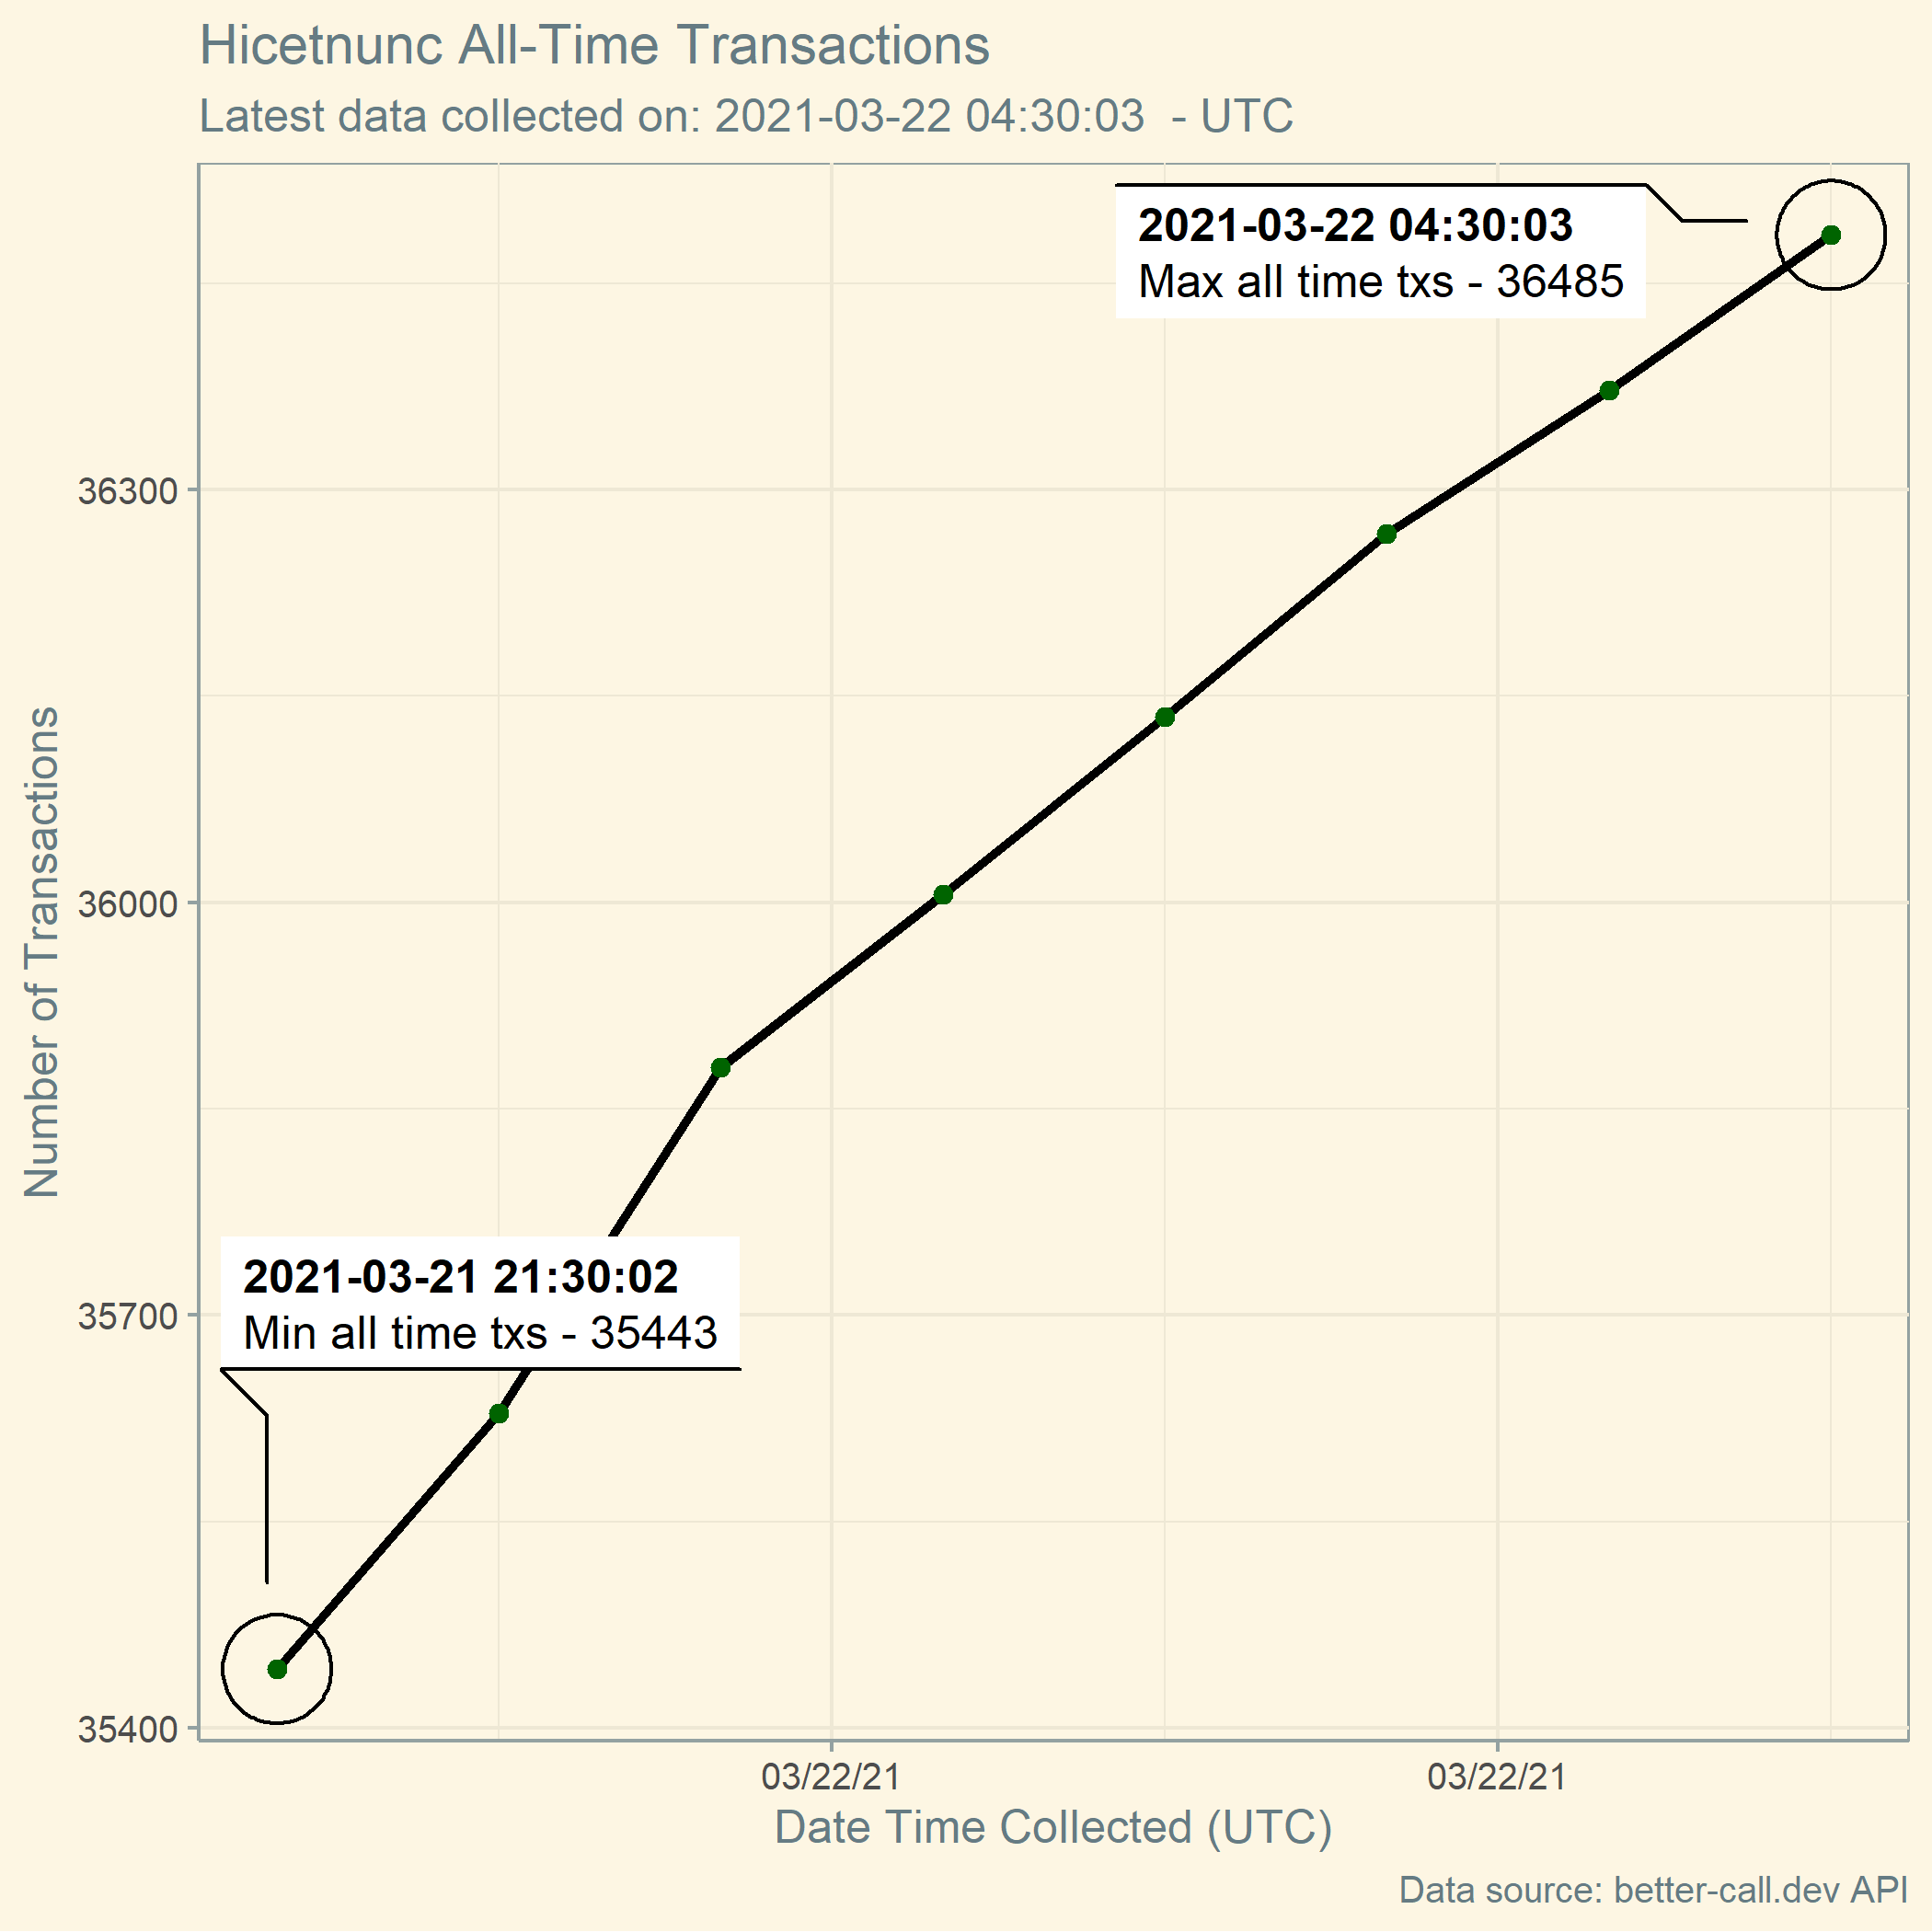 Hicetnunc All-Time Transactions
Latest data collected on: 2021-03-22 04:30:03  - UTC
2021-03-22 04:30:03
Max all time txs - 36485
36300
36000
35700
35400
Number of Transactions
2021-03-21 21:30:02
Min all time txs - 35443
03/22/21
03/22/21
Date Time Collected (UTC)
Data source: better-call.dev API